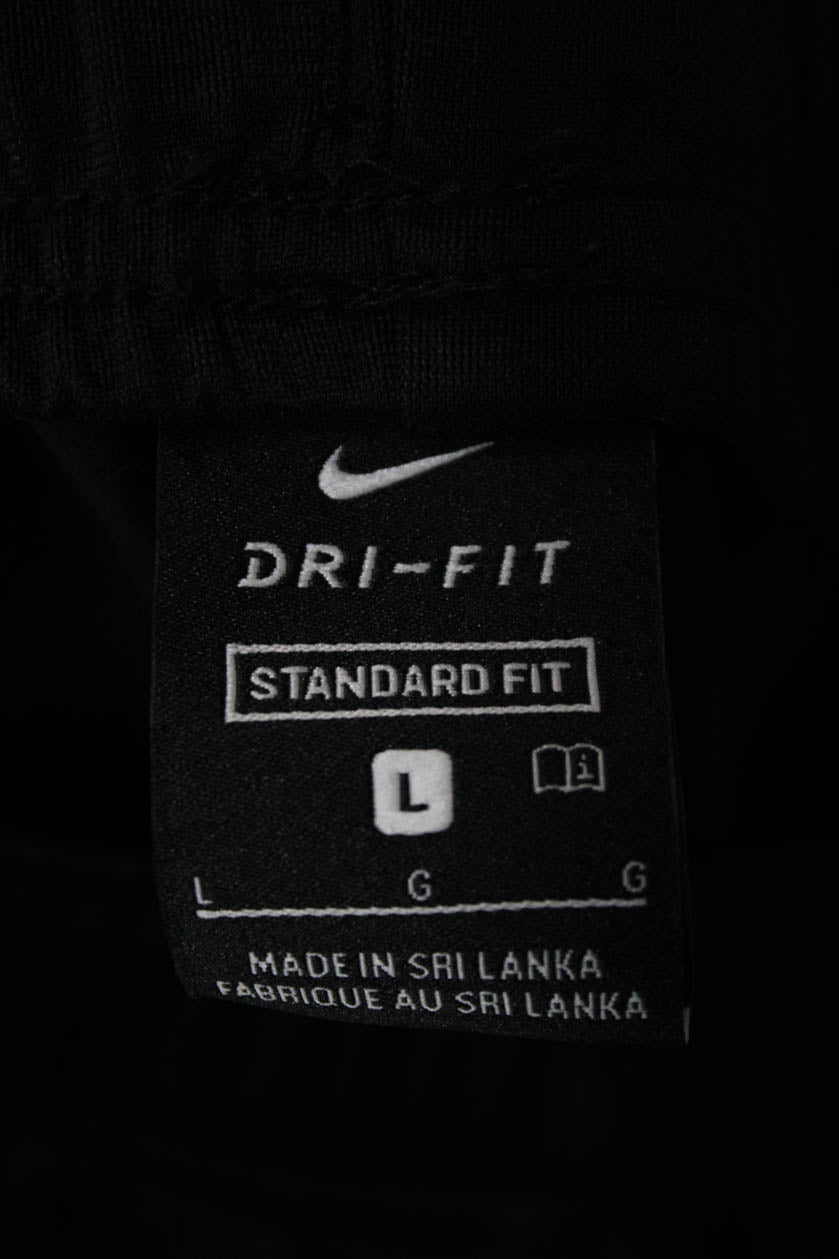 DRI-FIT
STANDARD FIT
L
i
L G G
MADE IN SRI LANKA
FABRIQUE AU SRI LANKA